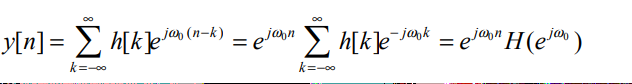 y[n] = ∑_{k=-∞}^{∞} h[k]e^{jω₀(n-k)} = e^{jω₀n} ∑_{k=-∞}^{∞} h[k]e^{-jω₀k} = e^{jω₀n} H(e^{jω₀})